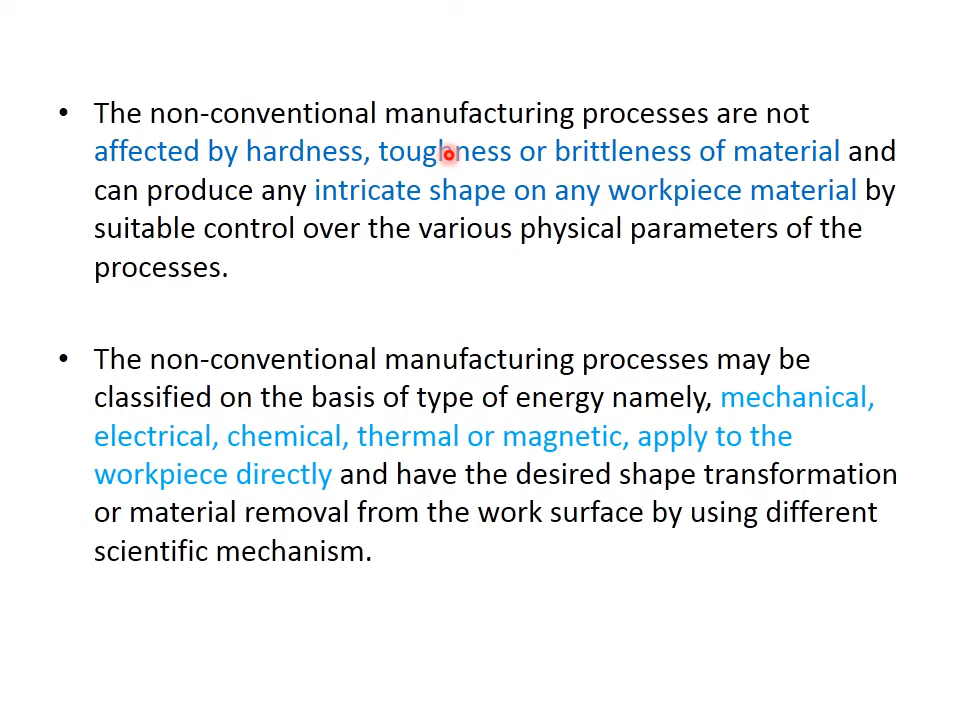 • The non-conventional manufacturing processes are not
affected by hardness, toughness or brittleness of material and
can produce any intricate shape on any workpiece material by
suitable control over the various physical parameters of the
processes.
• The non-conventional manufacturing processes may be
classified on the basis of type of energy namely, mechanical,
electrical, chemical, thermal or magnetic, apply to the
workpiece directly and have the desired shape transformation
or material removal from the work surface by using different
scientific mechanism.